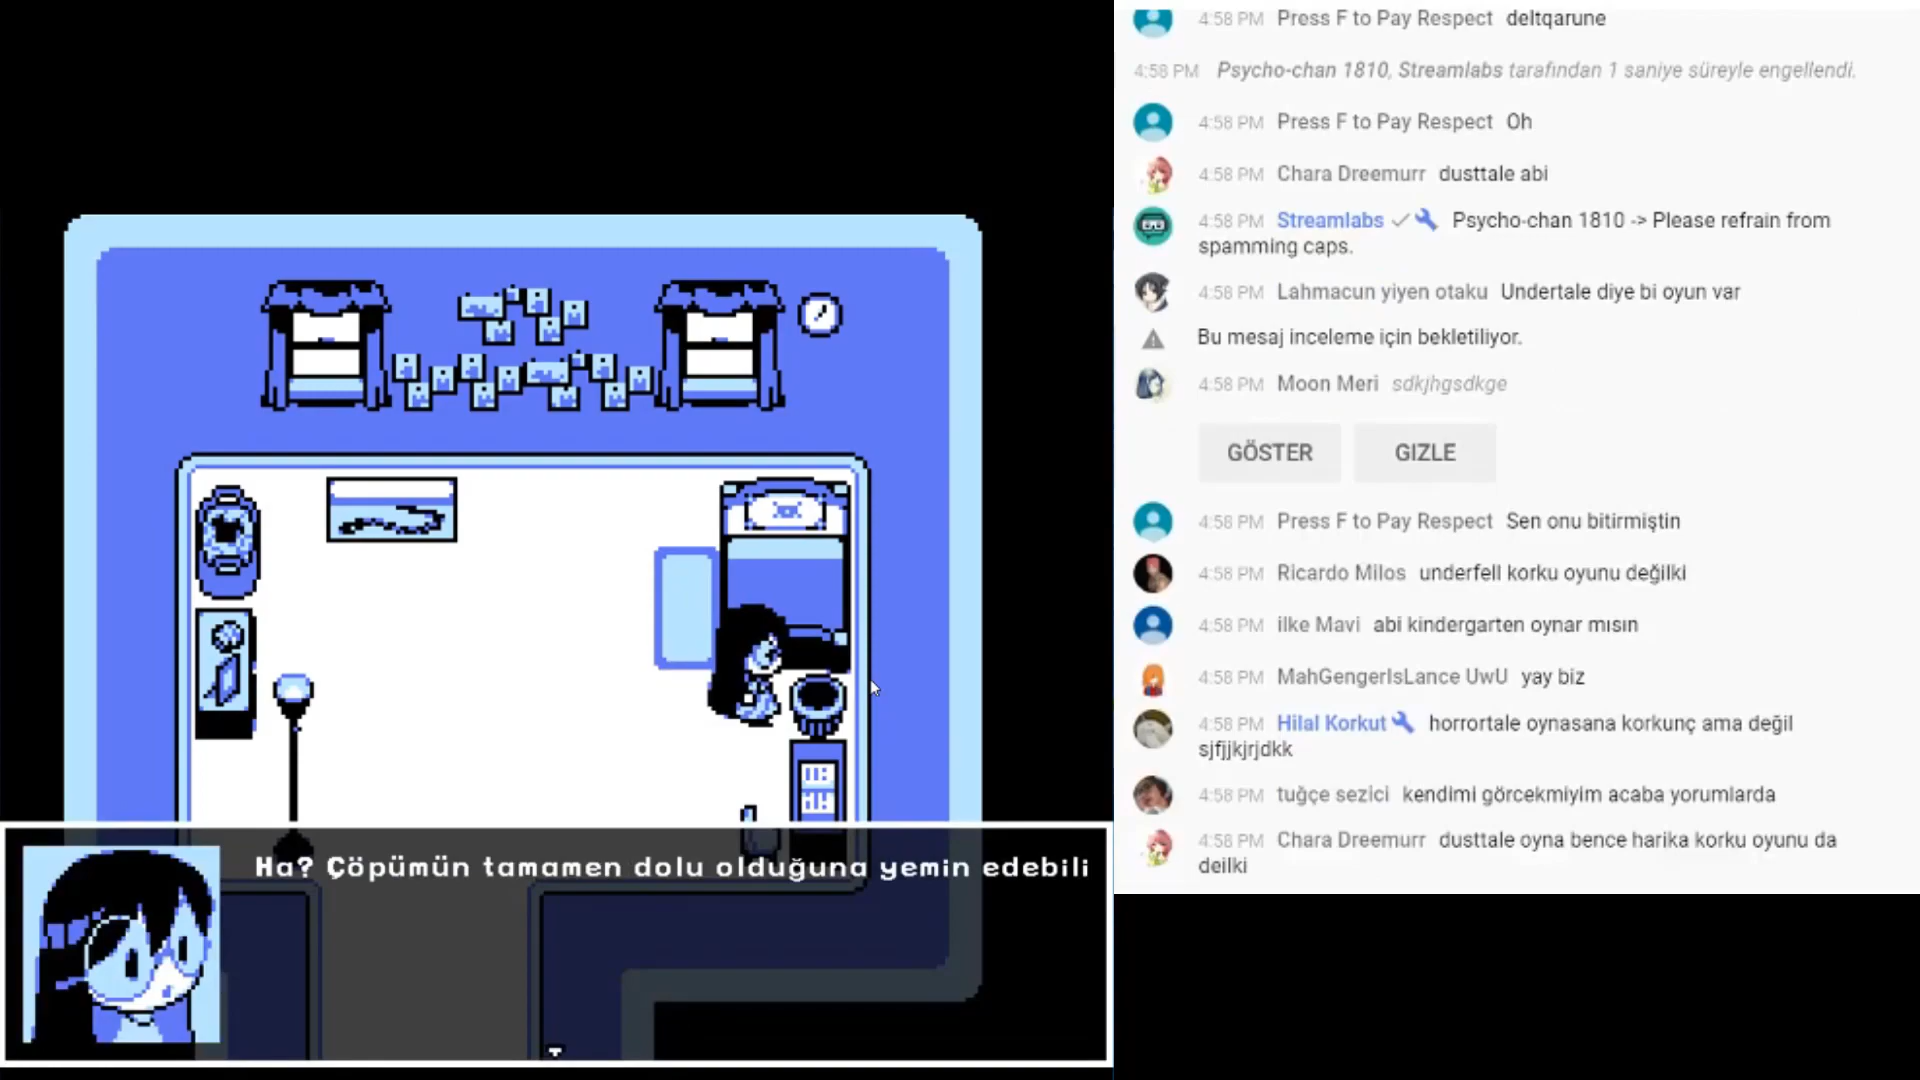 4:58 PM Press F to Pay Respect deltqarune
4:58 PM Psycho-chan 1810, Streamlabs tarafından 1 saniye süreyle engellendi.
4:58 PM Press F to Pay Respect Oh
4:58 PM Chara Dreemurr dusttale abi
4:58 PM Streamlabs Psycho-chan 1810 -> Please refrain from
spamming caps.
4:58 PM Lahmacun yiyen otaku Undertale diye bi oyun var
Bu mesaj inceleme için bekletiliyor.
4:58 PM Moon Meri sdkjhgsdkge
GÖSTER GIZLE
4:58 PM Press F to Pay Respect Sen onu bitirmiştin
4:58 PM Ricardo Milos underfell korku oyunu değilki
4:58 PM ilke Mavi abi kindergarten oynar mısın
4:58 PM MahGengerIsLance UwU yay biz
4:58 PM Hilal Korkut horrortale oynasana korkunç ama değil
sjfjjkjrjdkk
4:58 PM tuğçe sezici kendimi görcekmiyim acaba yorumlarda
4:58 PM Chara Dreemurr dusttale oyna bence harika korku oyunu da
deilki
Ha? Çöpümün tamamen dolu olduğuna yemin edebili